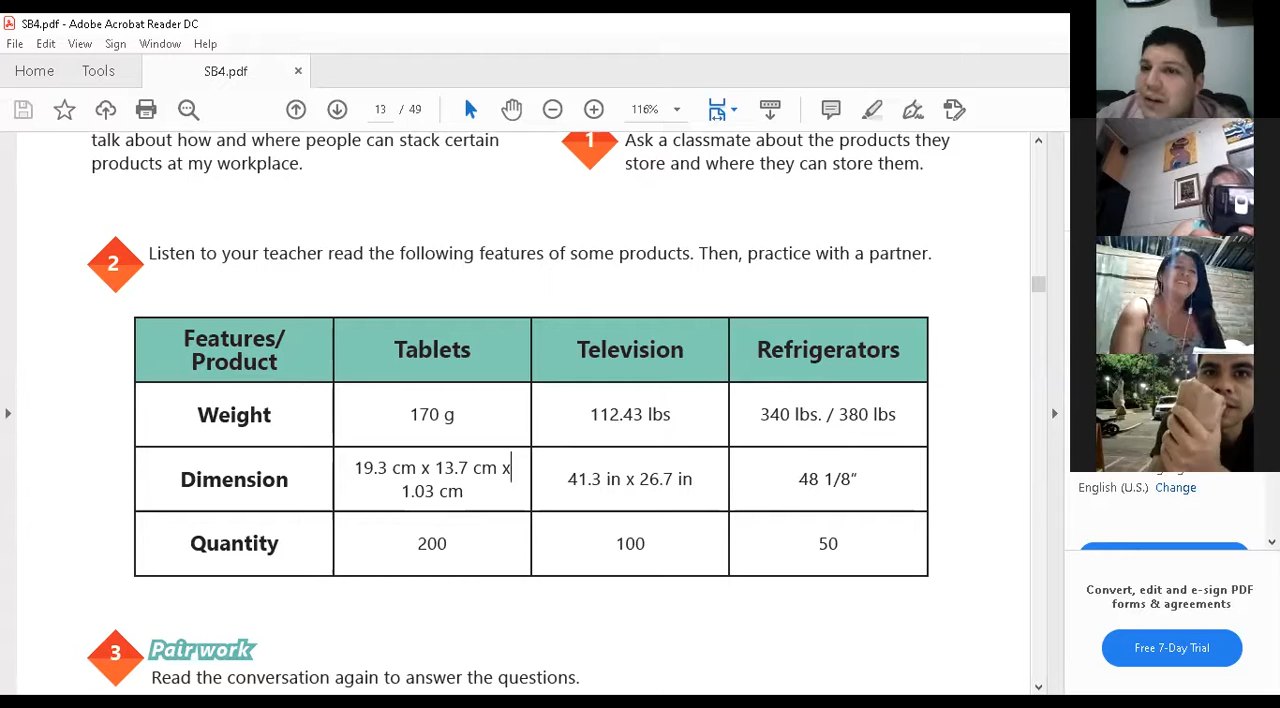 SB4.pdf - Adobe Acrobat Reader DC
File Edit View Sign Window Help
Home Tools SB4.pdf ×
13 / 49 116%
talk about how and where people can stack certain
products at my workplace.
1 Ask a classmate about the products they
store and where they can store them.
2 Listen to your teacher read the following features of some products. Then, practice with a partner.
Features/
Product
Tablets
Television
Refrigerators
Weight
170 g
112.43 lbs
340 lbs. / 380 lbs
Dimension
19.3 cm x 13.7 cm x
1.03 cm
41.3 in x 26.7 in
48 1/8”
Quantity
200
100
50
3 Pair work
Read the conversation again to answer the questions.
English (U.S.) Change
Convert, edit and e-sign PDF
forms & agreements
Free 7-Day Trial